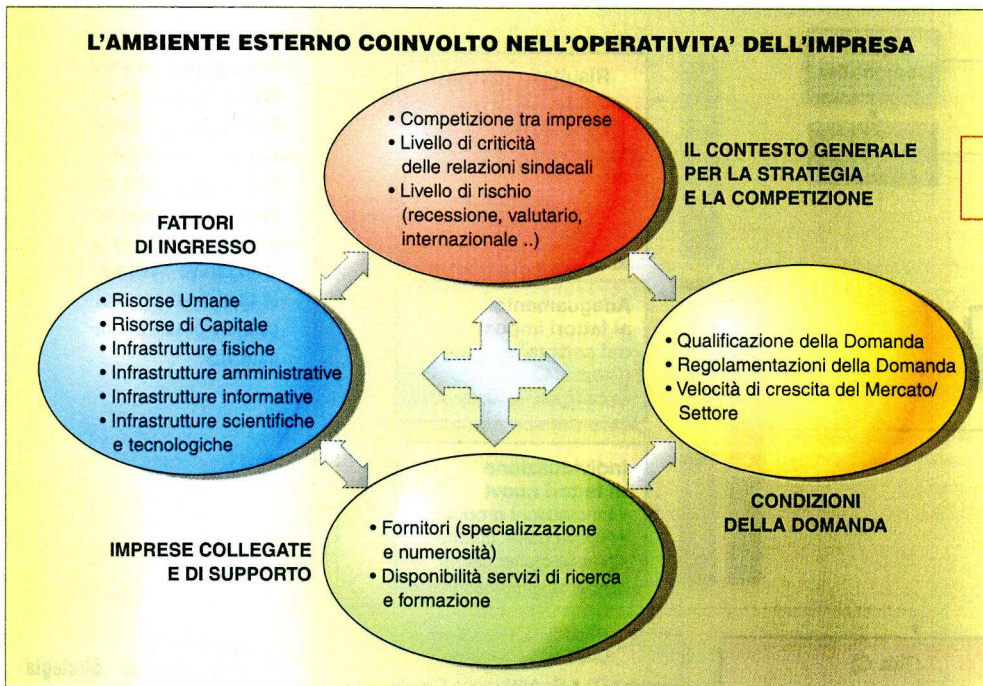 L'AMBIENTE ESTERNO COINVOLTO NELL'OPERATIVITA' DELL'IMPRESA
• Competizione tra imprese
• Livello di criticità
delle relazioni sindacali
• Livello di rischio
(recessione, valutario,
internazionale ..)
IL CONTESTO GENERALE
PER LA STRATEGIA
E LA COMPETIZIONE
FATTORI
DI INGRESSO
• Risorse Umane
• Risorse di Capitale
• Infrastrutture fisiche
• Infrastrutture amministrative
• Infrastrutture informative
• Infrastrutture scientifiche
e tecnologiche
• Qualificazione della Domanda
• Regolamentazioni della Domanda
• Velocità di crescita del Mercato/
Settore
CONDIZIONI
DELLA DOMANDA
IMPRESE COLLEGATE
E DI SUPPORTO
• Fornitori (specializzazione
e numerosità)
• Disponibilità servizi di ricerca
e formazione